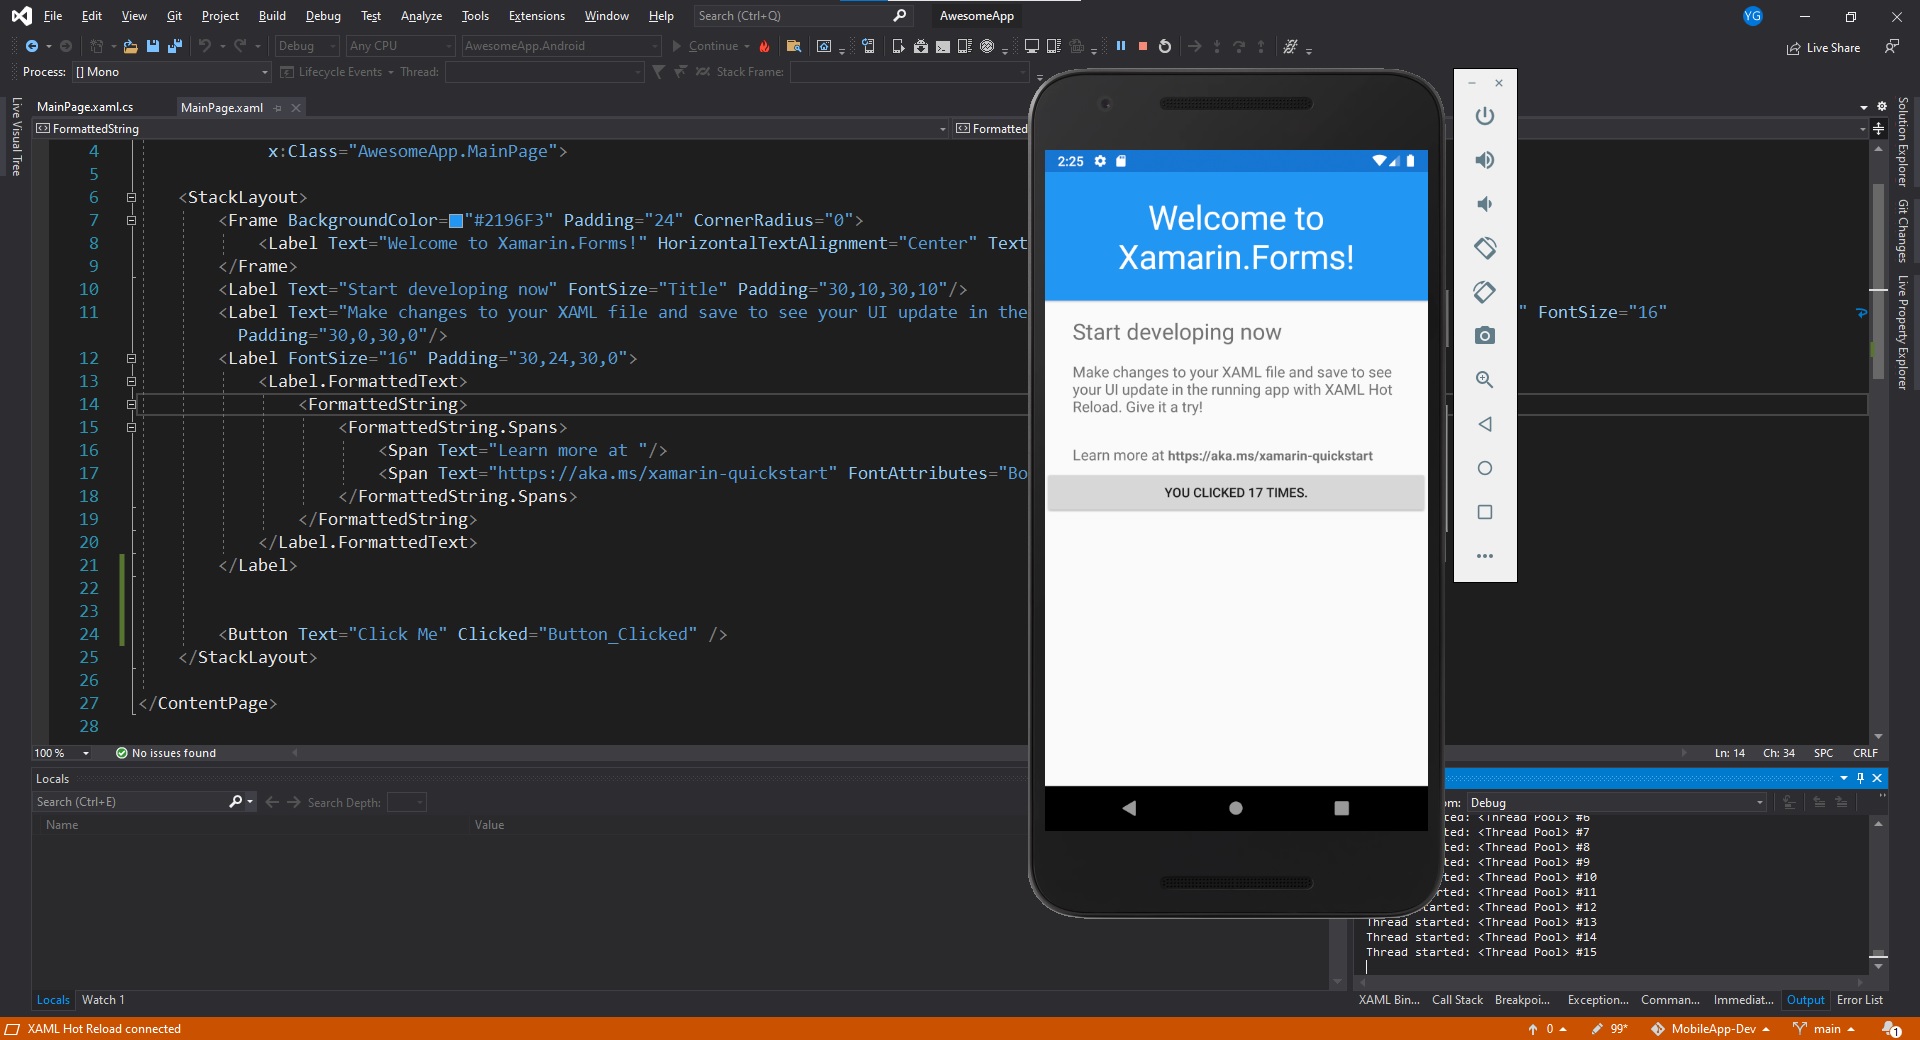 File Edit View Git Project Build Debug Test Analyze Tools Extensions Window Help Search (Ctrl+Q) AwesomeApp YG
Debug Any CPU AwesomeApp.Android Continue Live Share
Process: [] Mono Lifecycle Events Thread: Stack Frame:
MainPage.xaml.cs MainPage.xaml
FormattedString Formatted
Live Visual Tree
Solution Explorer
Git Changes
Live Property Explorer
4 x:Class="AwesomeApp.MainPage">
5
6 <StackLayout>
7 <Frame BackgroundColor="#2196F3" Padding="24" CornerRadius="0">
8 <Label Text="Welcome to Xamarin.Forms!" HorizontalTextAlignment="Center" Text
9 </Frame>
10 <Label Text="Start developing now" FontSize="Title" Padding="30,10,30,10"/>
11 <Label Text="Make changes to your XAML file and save to see your UI update in the " FontSize="16"
Padding="30,0,30,0"/>
12 <Label FontSize="16" Padding="30,24,30,0">
13 <Label.FormattedText>
14 <FormattedString>
15 <FormattedString.Spans>
16 <Span Text="Learn more at "/>
17 <Span Text="https://aka.ms/xamarin-quickstart" FontAttributes="Bo
18 </FormattedString.Spans>
19 </FormattedString>
20 </Label.FormattedText>
21 </Label>
22
23
24 <Button Text="Click Me" Clicked="Button_Clicked" />
25 </StackLayout>
26
27 </ContentPage>
28
100 % No issues found Ln: 14 Ch: 34 SPC CRLF
2:25
Welcome to
Xamarin.Forms!
Start developing now
Make changes to your XAML file and save to see
your UI update in the running app with XAML Hot
Reload. Give it a try!
Learn more at https://aka.ms/xamarin-quickstart
YOU CLICKED 17 TIMES.
Locals
Search (Ctrl+E) Search Depth:
Name Value
om: Debug
ted: <Thread Pool> #6
ted: <Thread Pool> #7
ted: <Thread Pool> #8
ted: <Thread Pool> #9
ted: <Thread Pool> #10
rted: <Thread Pool> #11
arted: <Thread Pool> #12
Thread started: <Thread Pool> #13
Thread started: <Thread Pool> #14
Thread started: <Thread Pool> #15
Locals Watch 1
XAML Bin... Call Stack Breakpoi... Exception... Comman... Immediat... Output Error List
XAML Hot Reload connected 0 99* MobileApp-Dev main 1